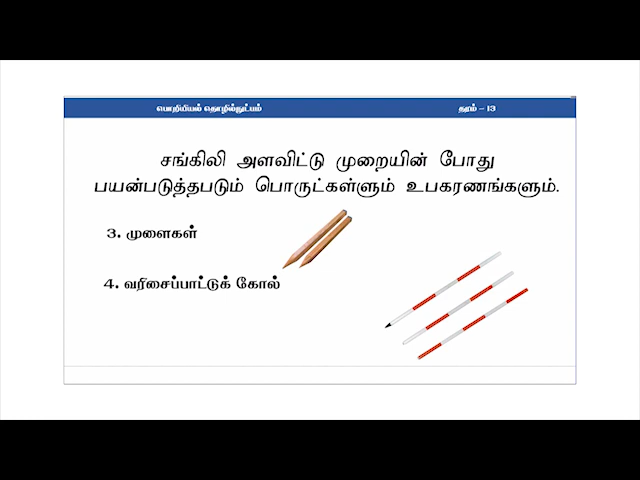 பொறியியல் தொழில்நுட்பம் தரம் – 13
சங்கிலி அளவிட்டு முறையின் போது
பயன்படுத்தபடும் பொருட்கள்ளும் உபகரணங்களும்.
3. முளைகள்
4. வரிசைப்பாட்டுக் கோல்